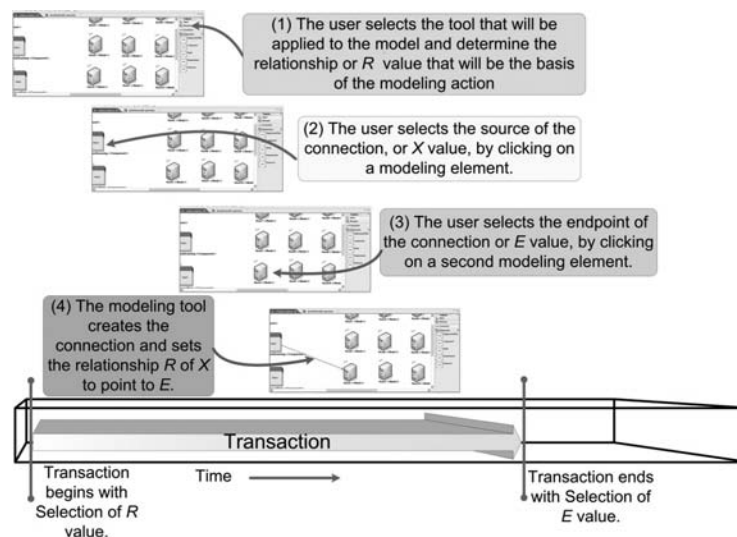 (1) The user selects the tool that will be
applied to the model and determine the
relationship or R value that will be the basis
of the modeling action
(2) The user selects the source of the
connection, or X value, by clicking on
a modeling element.
(3) The user selects the endpoint of
the connection or E value, by clicking
on a second modeling element.
(4) The modeling tool
creates the
connection and sets
the relationship R of X
to point to E.
Transaction
Time
Transaction
begins with
Selection of R
value.
Transaction ends
with Selection of
E value.